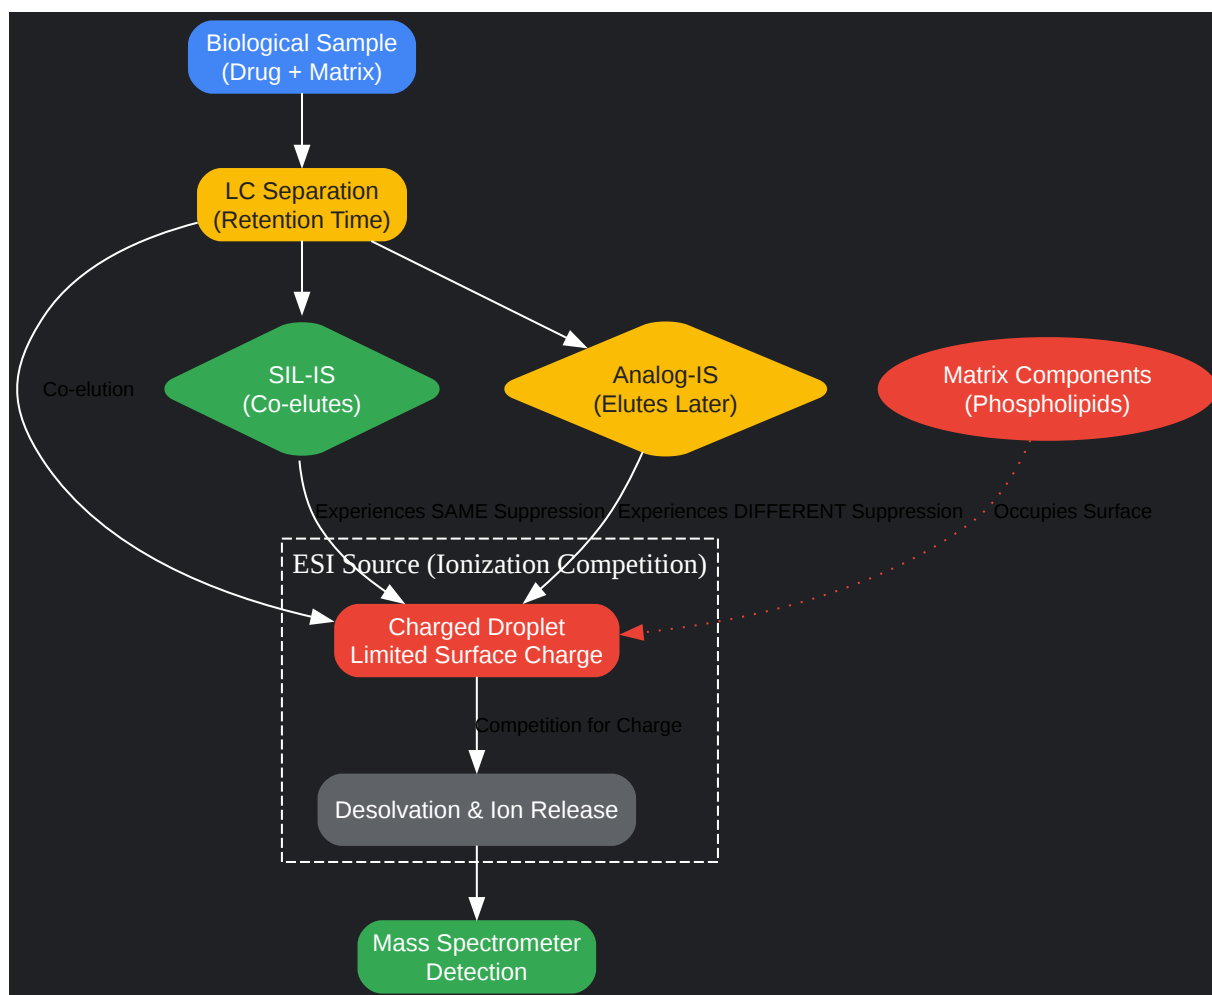 Biological Sample
(Drug + Matrix)
LC Separation
(Retention Time)
Co-elution
SIL-IS
(Co-elutes)
Analog-IS
(Elutes Later)
Matrix Components
(Phospholipids)
Experiences SAME Suppression
Experiences DIFFERENT Suppression
Occupies Surface
ESI Source (Ionization Competition)
Charged Droplet
Limited Surface Charge
Competition for Charge
Desolvation & Ion Release
Mass Spectrometer
Detection